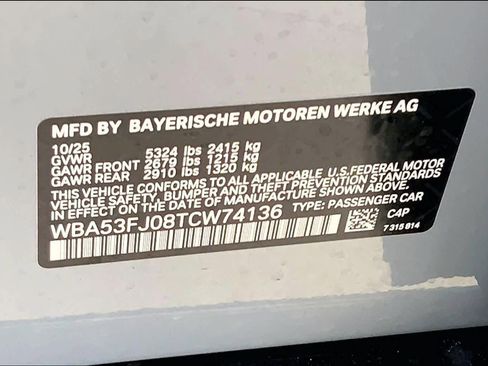 MFD BY BAYERISCHE MOTOREN WERKE AG
10/25
GVWR 5324 lbs 2415 kg
GAWR FRONT 2679 lbs 1215 kg
GAWR REAR 2910 lbs 1320 kg
THIS VEHICLE CONFORMS TO ALL APPLICABLE U.S.FEDERAL MOTOR
VEHICLE SAFETY, BUMPER, AND THEFT PREVENTION STANDARDS
IN EFFECT ON THE DATE OF MANUFACTURE SHOWN ABOVE.
WBA53FJ08TCW74136 TYPE: PASSENGER CAR
C4P
7 315 814